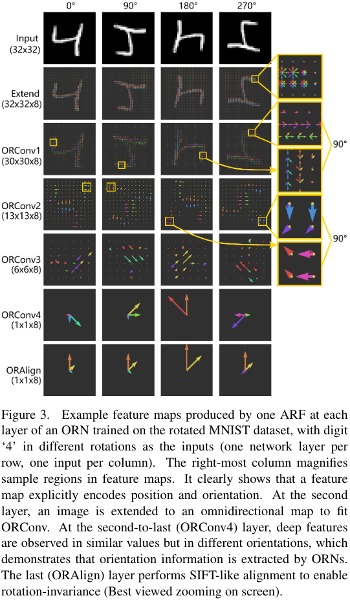 0° 90° 180° 270°
Input
(32x32)
Extend
(32x32x8)
ORConv1
(30x30x8)
90°
ORConv2
(13x13x8)
90°
ORConv3
(6x6x8)
ORConv4
(1x1x8)
ORAlign
(1x1x8)
Figure 3. Example feature maps produced by one ARF at each
layer of an ORN trained on the rotated MNIST dataset, with digit
‘4’ in different rotations as the inputs (one network layer per
row, one input per column). The right-most column magnifies
sample regions in feature maps. It clearly shows that a feature
map explicitly encodes position and orientation. At the second
layer, an image is extended to an omnidirectional map to fit
ORConv. At the second-to-last (ORConv4) layer, deep features
are observed in similar values but in different orientations, which
demonstrates that orientation information is extracted by ORNs.
The last (ORAlign) layer performs SIFT-like alignment to enable
rotation-invariance (Best viewed zooming on screen).